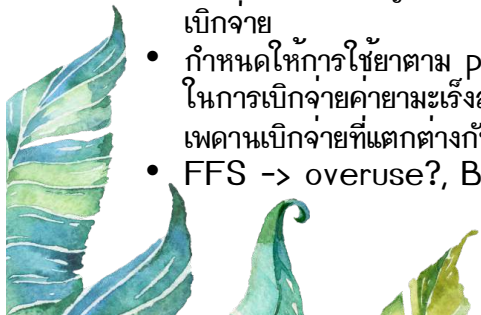 เบิกจ่าย
• กำหนดให้การใช้ยาตาม p
ในการเบิกจ่ายค่ายามะเร็ง
เพดานเบิกจ่ายที่แตกต่างกั
• FFS -> overuse?, B